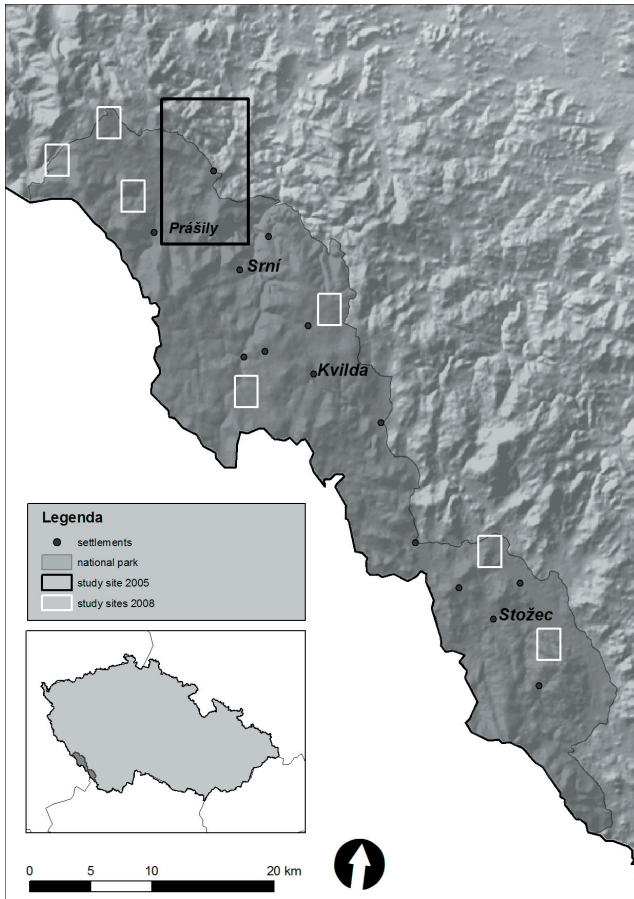 Prášily
Srní
Kvilda
Stožec
Legenda
settlements
national park
study site 2005
study sites 2008
0 5 10 20 km